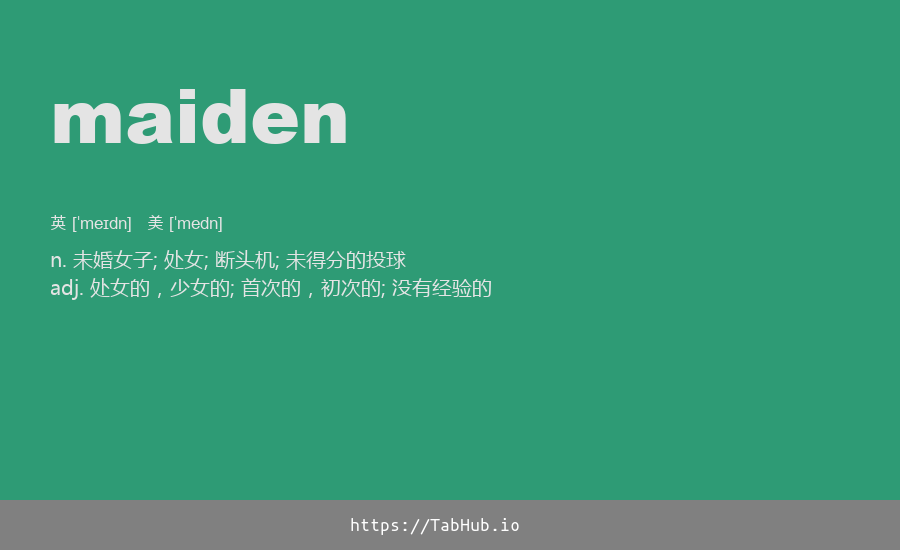 maiden
英 [ˈmeɪdn] 美 [ˈmedn]
n. 未婚女子; 处女; 断头机; 未得分的投球
adj. 处女的，少女的; 首次的，初次的; 没有经验的
https://TabHub.io